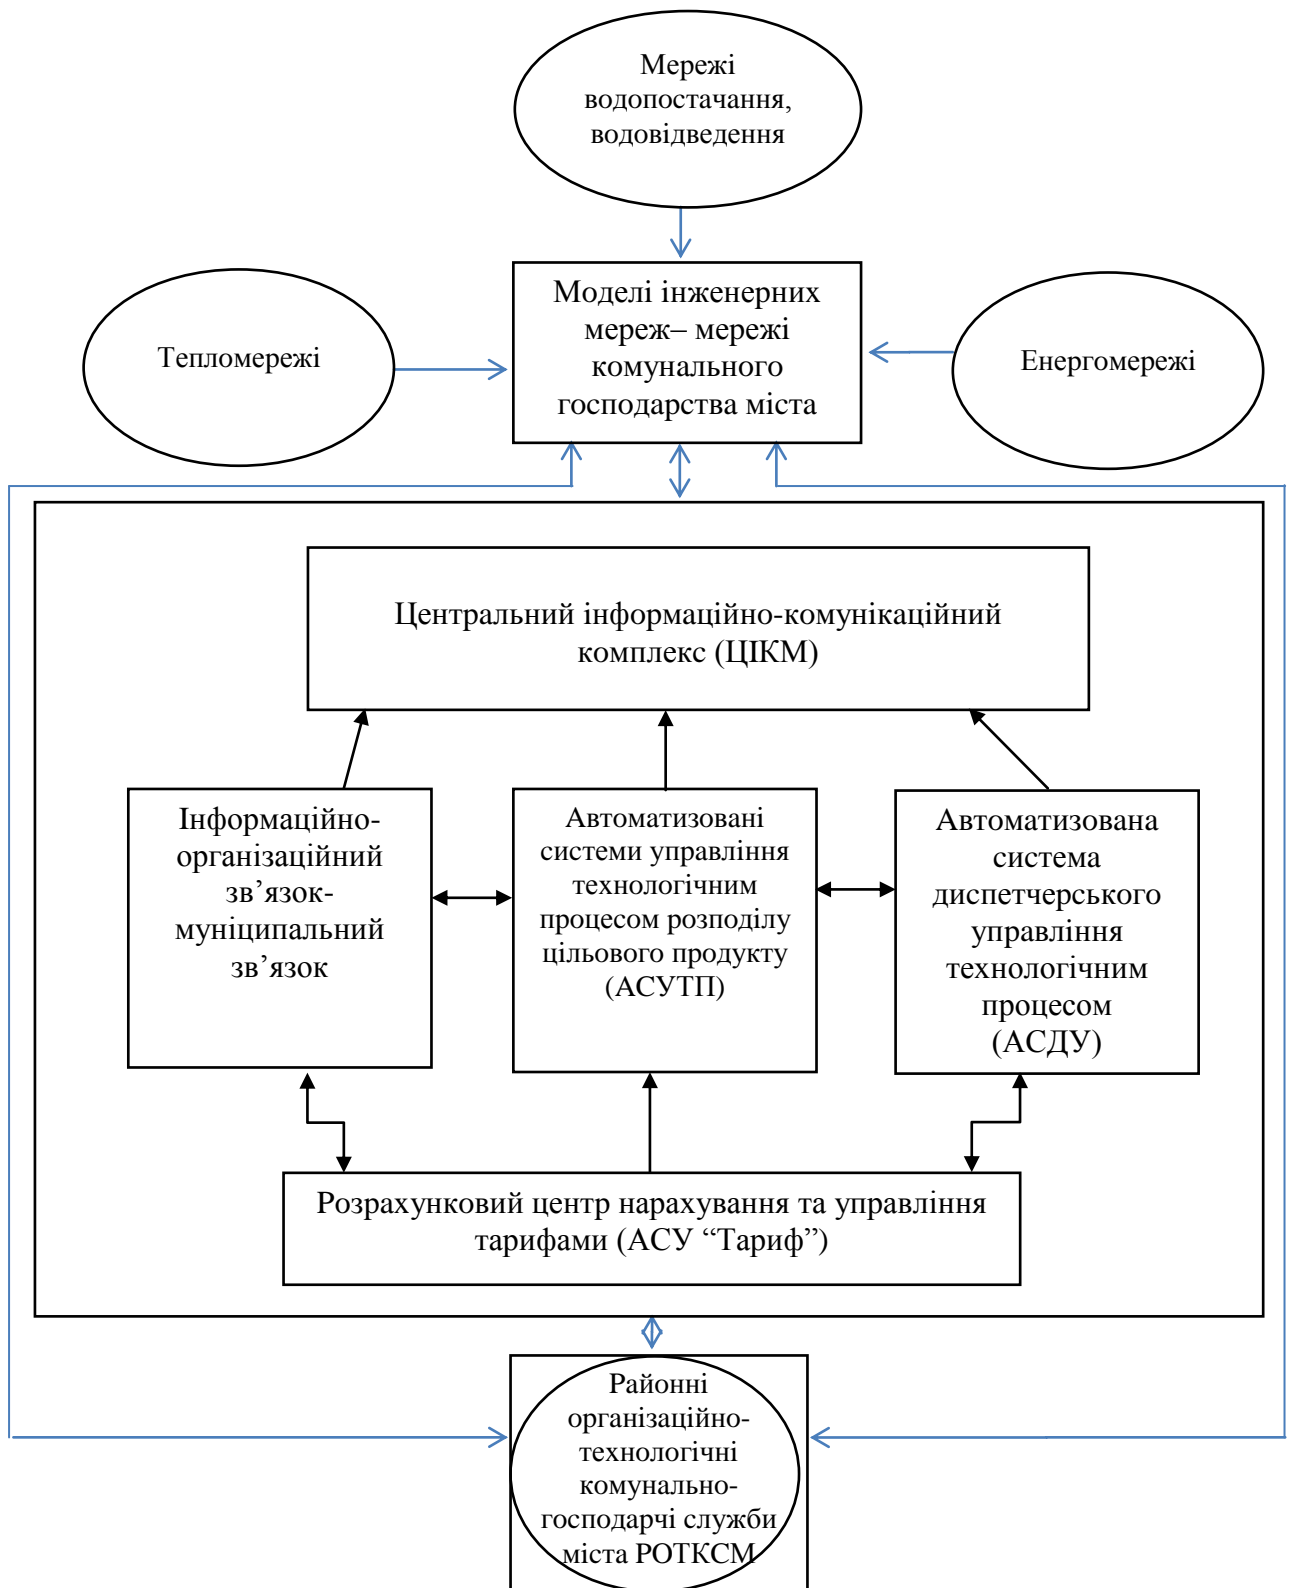 Мережі
водопостачання,
водовідведення
Тепломережі
Моделі інженерних
мереж– мережі
комунального
господарства міста
Енергомережі
Центральний інформаційно-комунікаційний
комплекс (ЦІКМ)
Інформаційно-
організаційний
зв’язок-
муніципальний
зв’язок
Автоматизовані
системи управління
технологічним
процесом розподілу
цільового продукту
(АСУТП)
Автоматизована
система
диспетчерського
управління
технологічним
процесом
(АСДУ)
Розрахунковий центр нарахування та управління
тарифами (АСУ “Тариф”)
Районні
організаційно-
технологічні
комунально-
господарчі служби
міста РОТКСМ